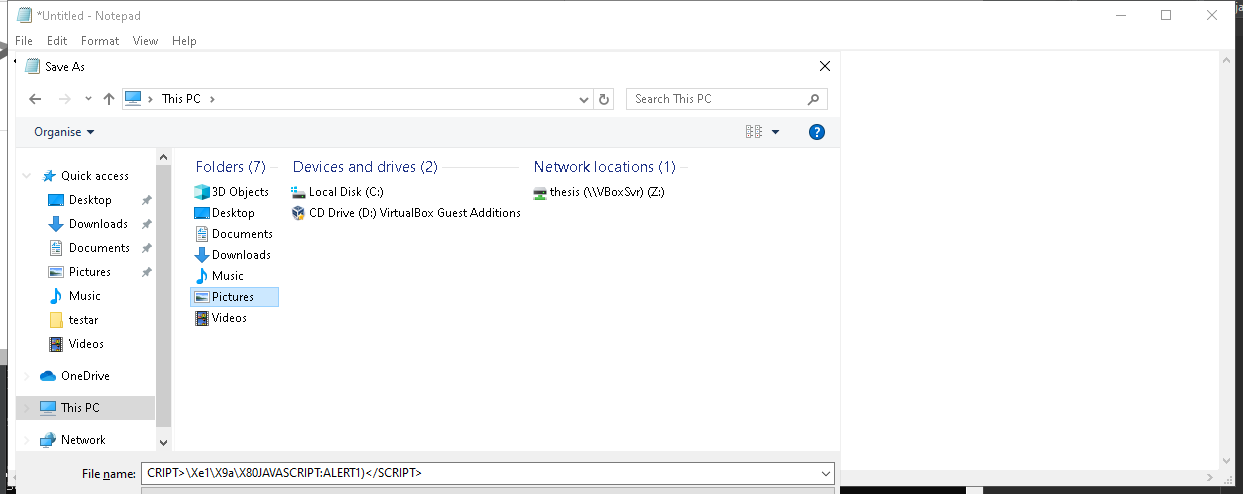 *Untitled - Notepad
File Edit Format View Help
Save As
This PC
Search This PC
Organise
Quick access
Desktop
Downloads
Documents
Pictures
Music
testar
Videos
OneDrive
This PC
Network
Folders (7)
3D Objects
Desktop
Documents
Downloads
Music
Pictures
Videos
Devices and drives (2)
Local Disk (C:)
CD Drive (D:) VirtualBox Guest Additions
Network locations (1)
thesis (\\VBoxSvr) (Z:)
File name: CRIPT>\Xe1\X9a\X80JAVASCRIPT:ALERT1)</SCRIPT>